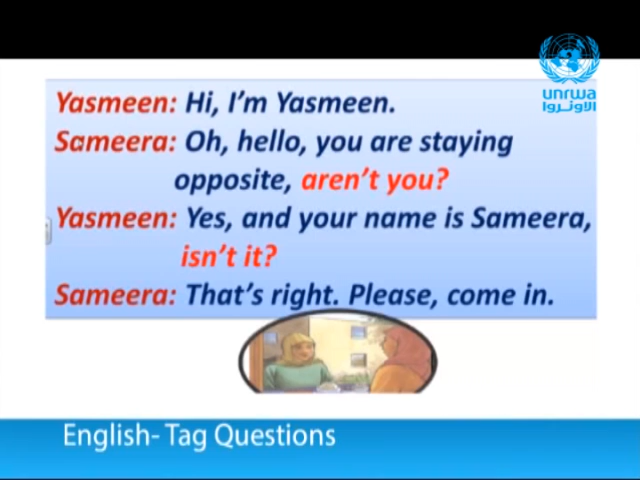 unrwa
الأونروا
Yasmeen: Hi, I'm Yasmeen.
Sameera: Oh, hello, you are staying
opposite, aren't you?
Yasmeen: Yes, and your name is Sameera,
isn't it?
Sameera: That's right. Please, come in.
English- Tag Questions